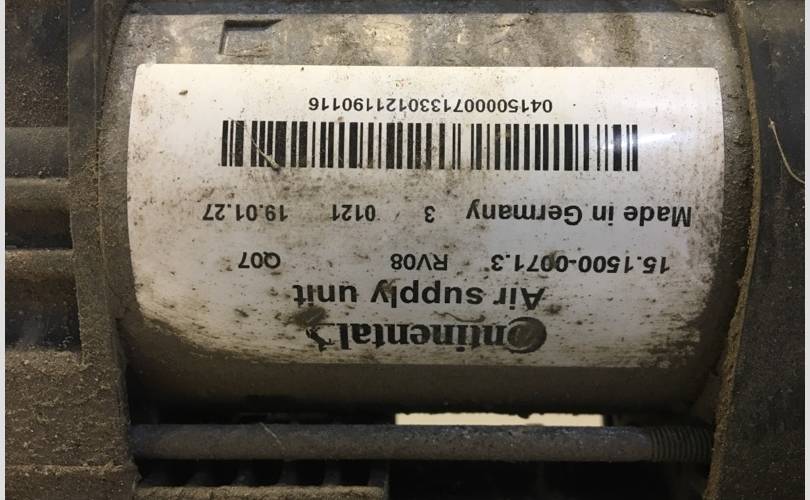 Continental
Air supply unit
15.1500-0071.3 RV08 Q07
Made in Germany 3 0121 19.01.27
0415000071330121190116